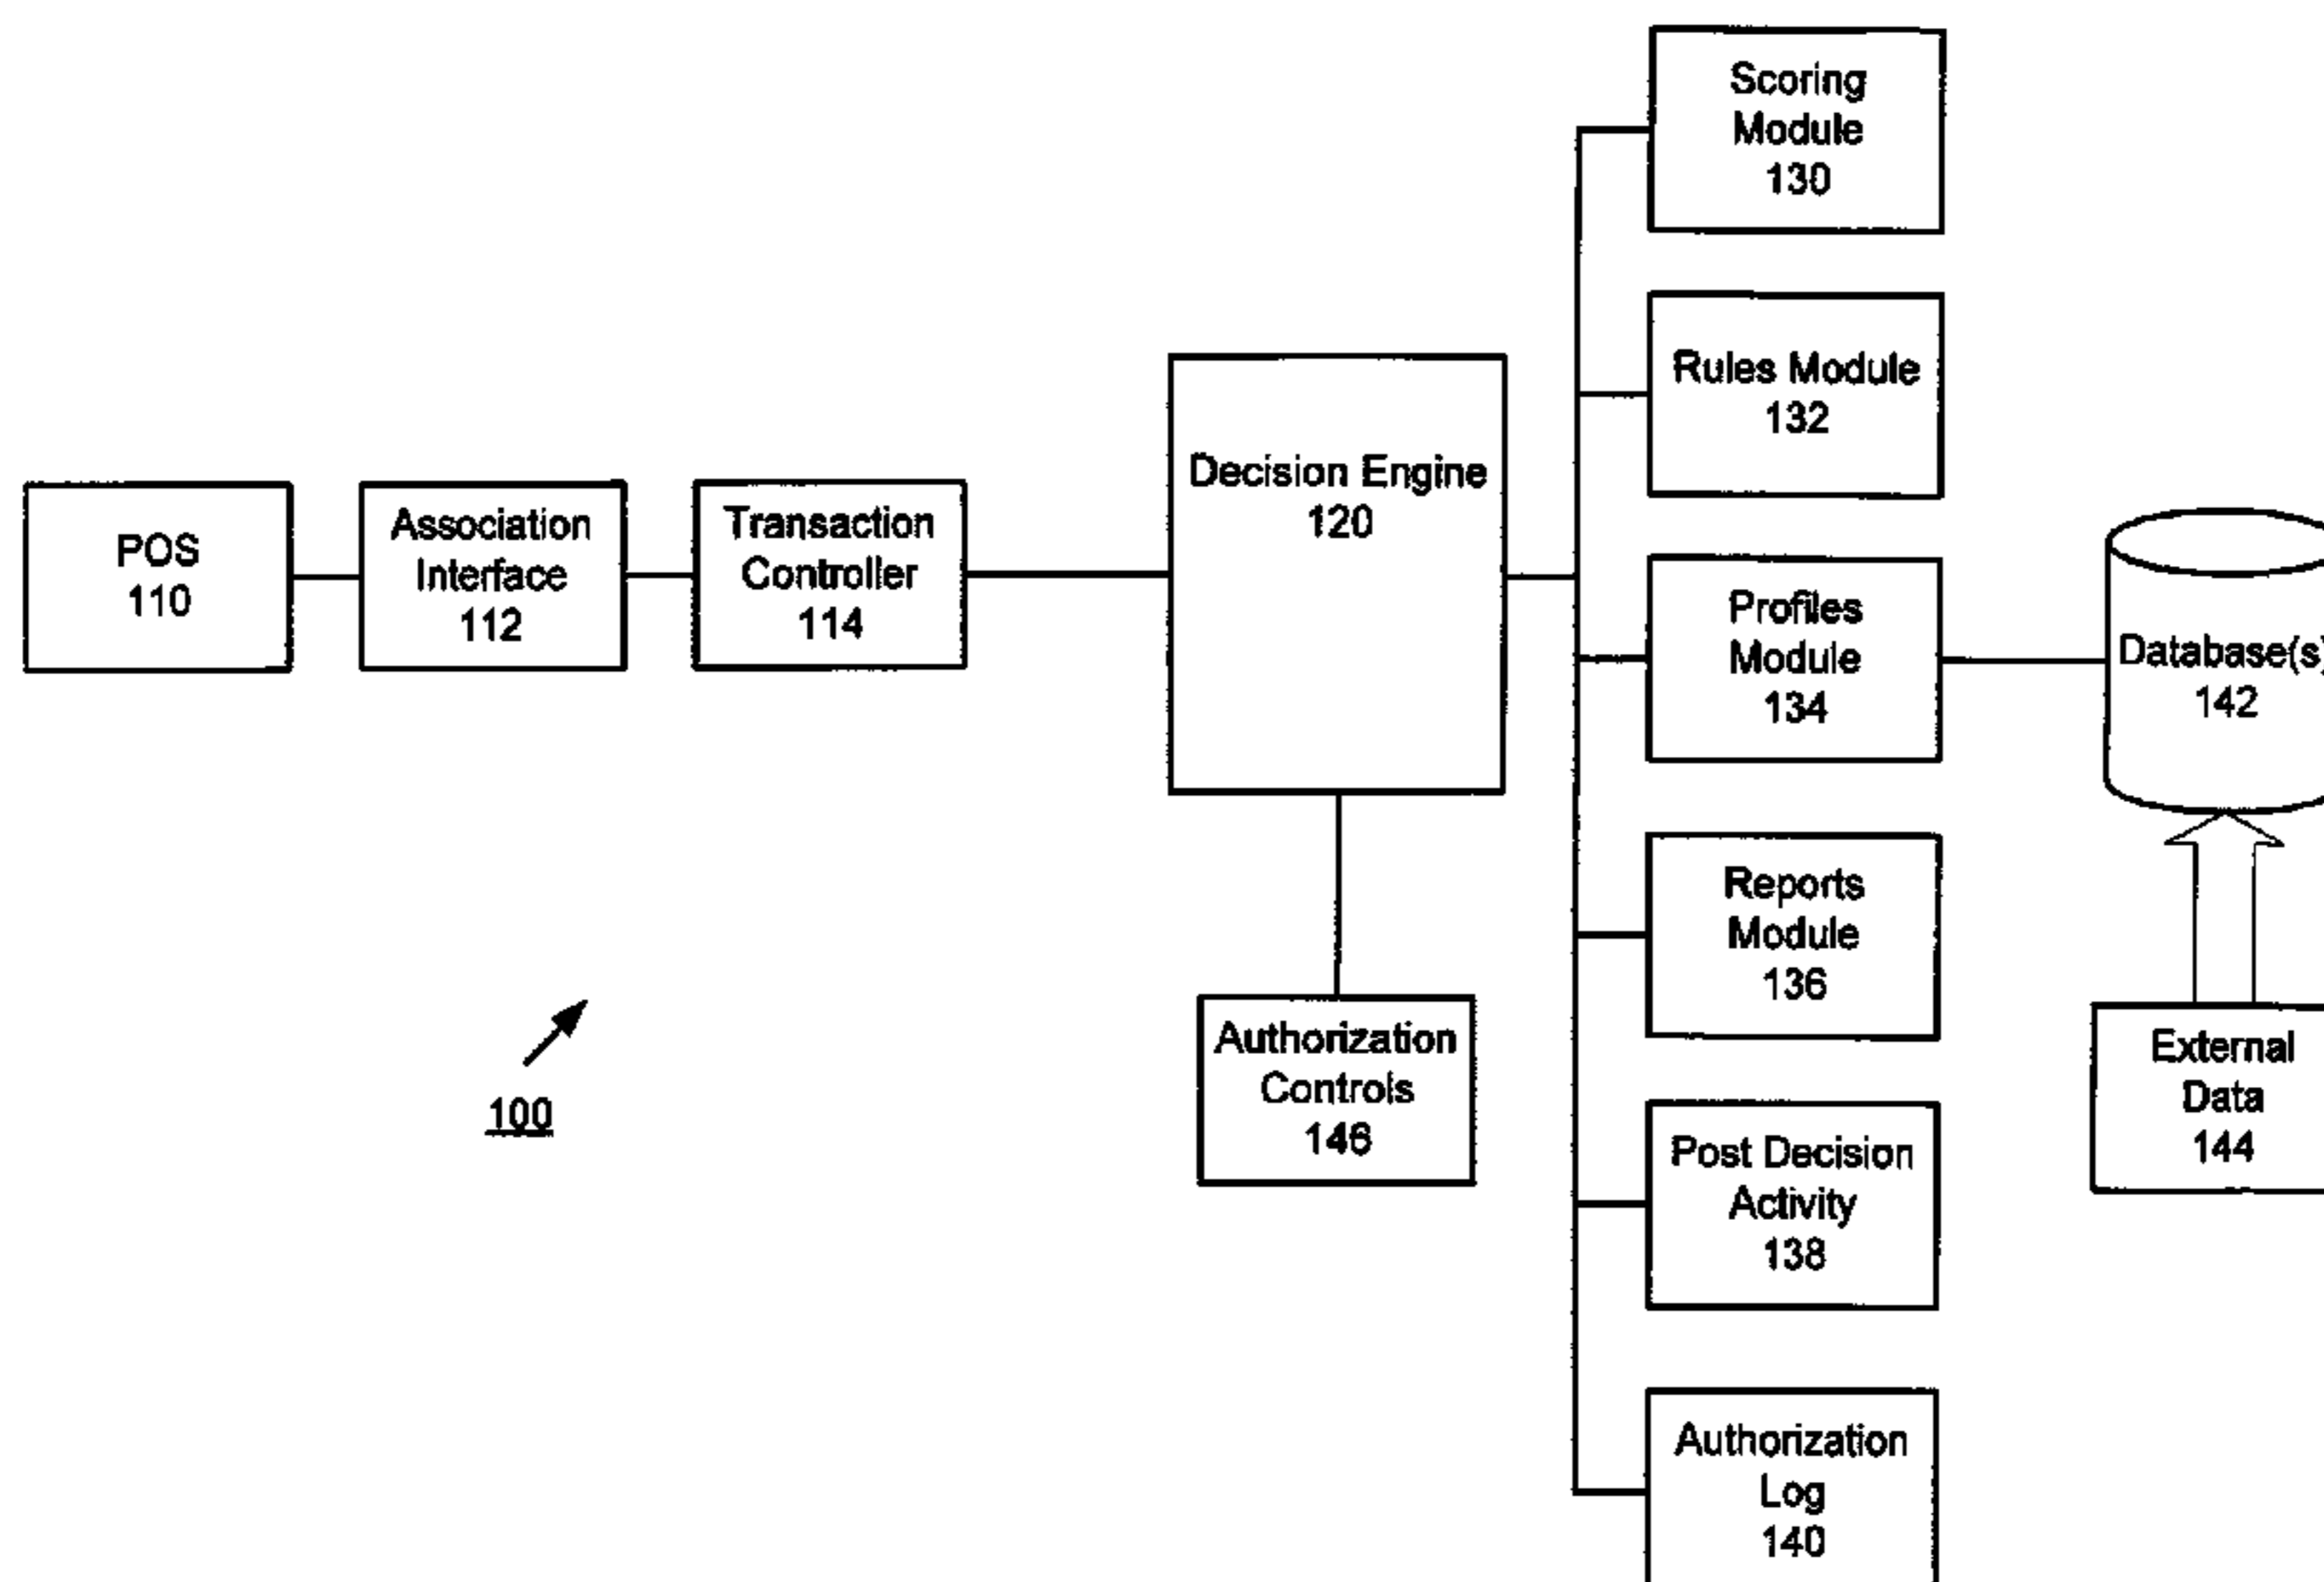 Scoring
Module
130
Rules Module
132
Decision Engine
120
POS
110
Association
Interface
112
Transaction
Controller
114
Profiles
Module
134
Database(s)
142
Reports
Module
136
Authorization
Controls
146
External
Data
144
100
Post Decision
Activity
138
Authorization
Log
140